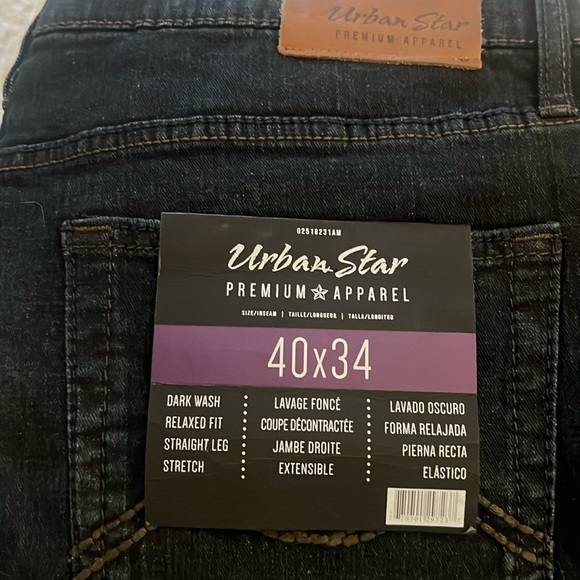 Urban Star
PREMIUM APPAREL
02510231AM
Urban Star
PREMIUM APPAREL
SIZE/INSEAM | TAILLE/LONGUEUR | TALLA/LONGITUD
40x34
DARK WASH
RELAXED FIT
STRAIGHT LEG
STRETCH
LAVAGE FONCÉ
COUPE DÉCONTRACTÉE
JAMBE DROITE
EXTENSIBLE
LAVADO OSCURO
FORMA RELAJADA
PIERNA RECTA
ELÁSTICO